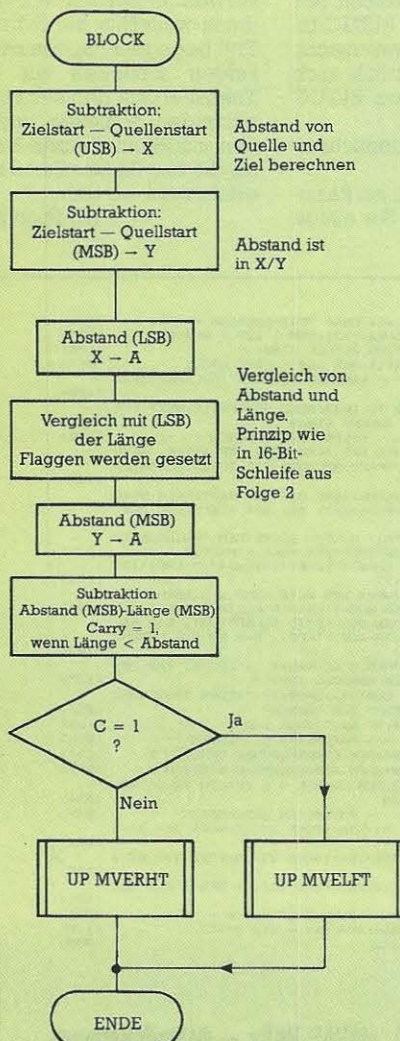 BLOCK
Subtraktion:
Zielstart — Quellenstart
(USB) → X
Abstand von
Quelle und
Ziel berechnen
Subtraktion:
Zielstart — Quellstart
(MSB) → Y
Abstand ist
in X/Y
Abstand (LSB)
X → A
Vergleich mit (LSB)
der Länge
Flaggen werden gesetzt
Vergleich von
Abstand und
Länge.
Prinzip wie
in 16-Bit-
Schleife aus
Folge 2
Abstand (MSB)
Y → A
Subtraktion
Abstand (MSB)-Länge (MSB)
Carry = 1,
wenn Länge < Abstand
C = 1
?
Ja
Nein
UP MVERHT
UP MVELFT
ENDE